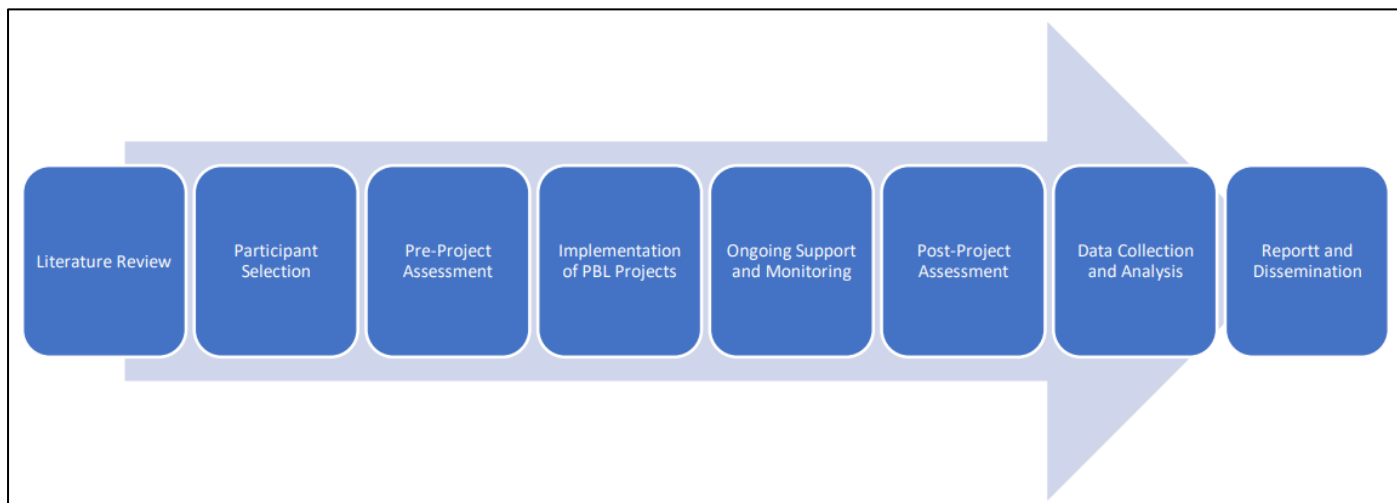 Literature Review
Participant
Selection
Pre-Project
Assessment
Implementation
of PBL Projects
Ongoing Support
and Monitoring
Post-Project
Assessment
Data Collection
and Analysis
Reportt and
Dissemination